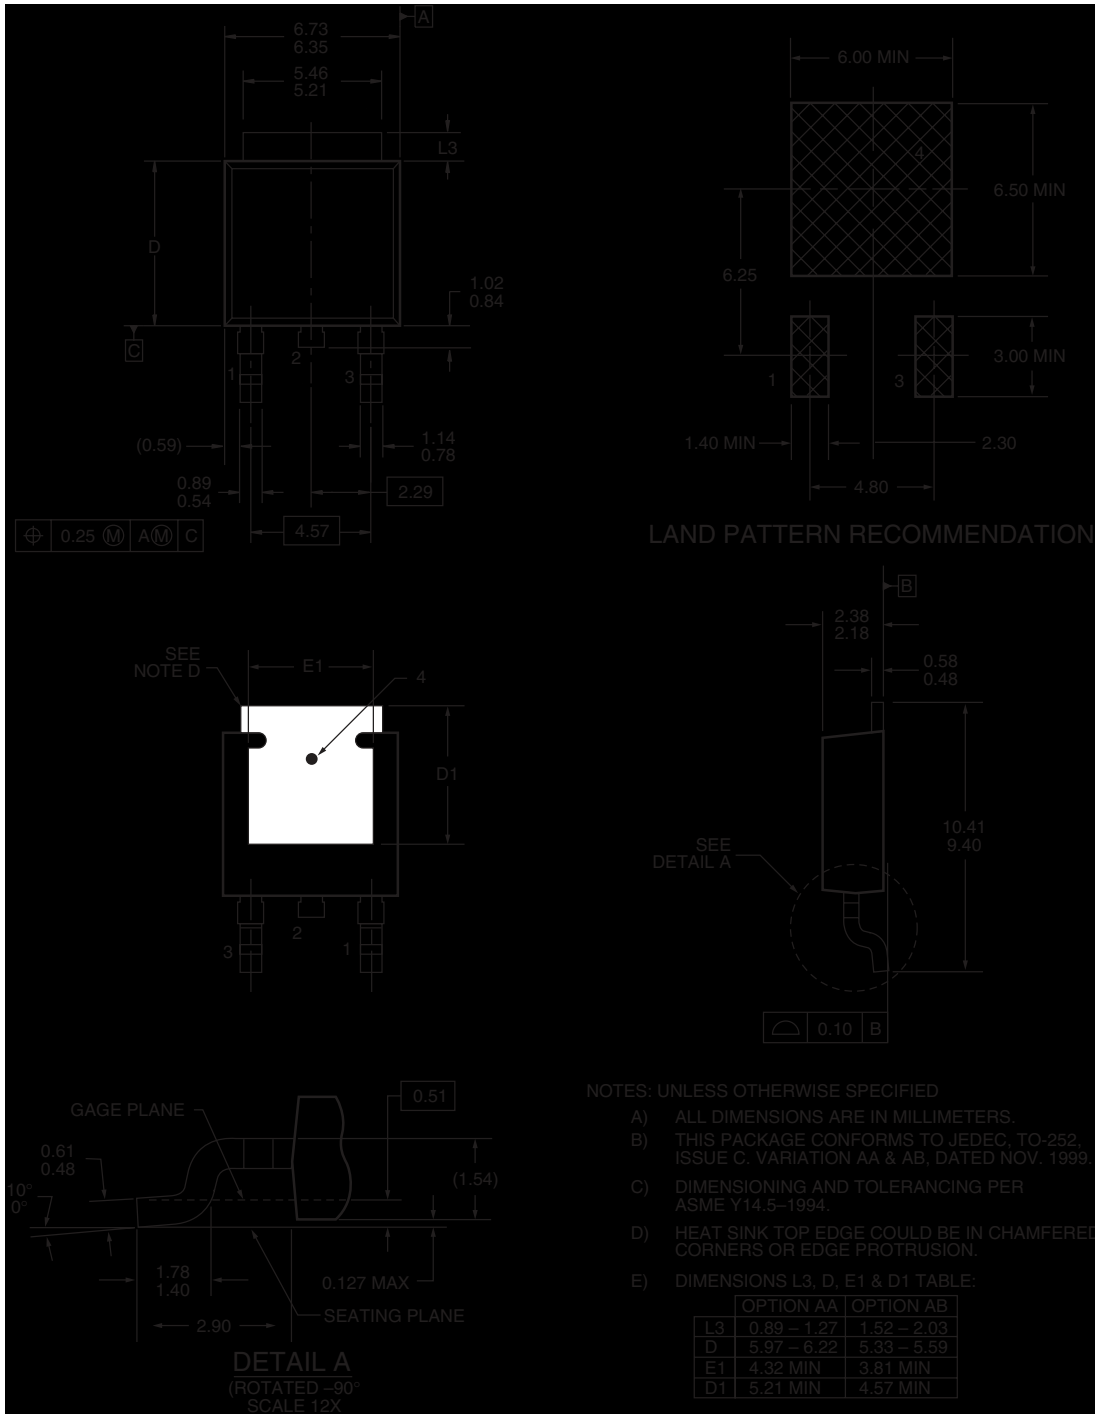 6.73
6.35
A
5.46
5.21
L3
D
1.02
0.84
C
1
2
3
(0.59)
1.14
0.78
0.89
0.54
2.29
4.57
0.25 Ⓜ A Ⓜ C
6.00 MIN
4
6.50 MIN
6.25
3.00 MIN
1
3
1.40 MIN
2.30
4.80
LAND PATTERN RECOMMENDATION
SEE
NOTE D
E1
4
D1
3
2
1
B
2.38
2.18
0.58
0.48
10.41
9.40
SEE
DETAIL A
0.10 B
GAGE PLANE
0.51
0.61
0.48
10°
0°
(1.54)
1.78
1.40
0.127 MAX
2.90
SEATING PLANE
DETAIL A
(ROTATED –90°
SCALE 12X
NOTES: UNLESS OTHERWISE SPECIFIED
A) ALL DIMENSIONS ARE IN MILLIMETERS.
B) THIS PACKAGE CONFORMS TO JEDEC, TO-252,
ISSUE C. VARIATION AA & AB, DATED NOV. 1999.
C) DIMENSIONING AND TOLERANCING PER
ASME Y14.5–1994.
D) HEAT SINK TOP EDGE COULD BE IN CHAMFERED
CORNERS OR EDGE PROTRUSION.
E) DIMENSIONS L3, D, E1 & D1 TABLE:
OPTION AA OPTION AB
L3 0.89 – 1.27 1.52 – 2.03
D 5.97 – 6.22 5.33 – 5.59
E1 4.32 MIN 3.81 MIN
D1 5.21 MIN 4.57 MIN